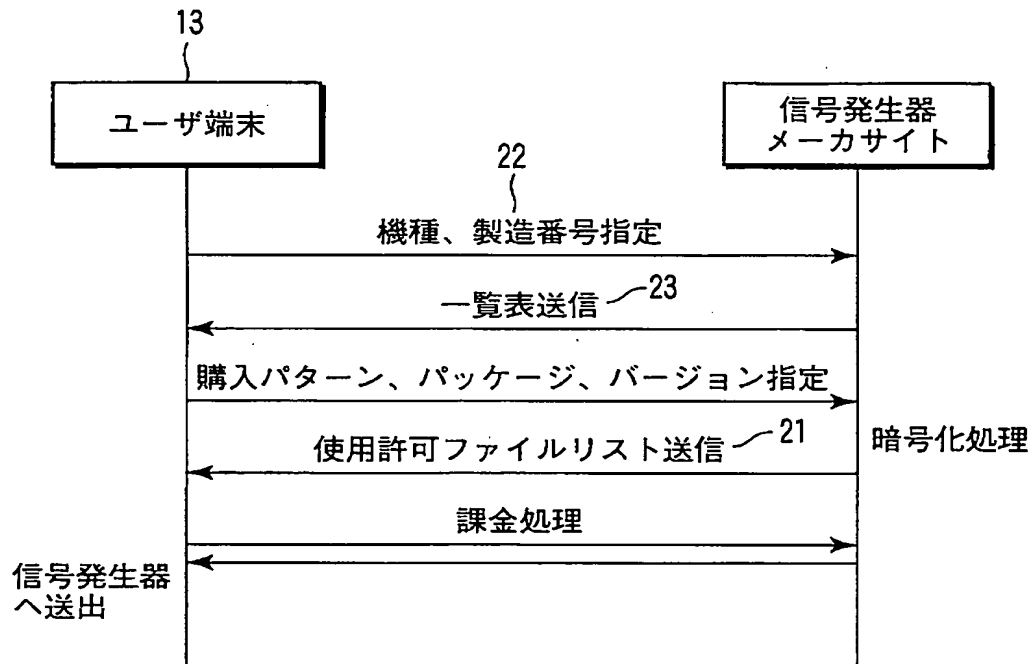 13
ユーザ端末
信号発生器
メーカサイト
22
機種、製造番号指定
一覧表送信 23
購入パターン、パッケージ、バージョン指定
使用許可ファイルリスト送信 21
暗号化処理
課金処理
信号発生器
へ送出